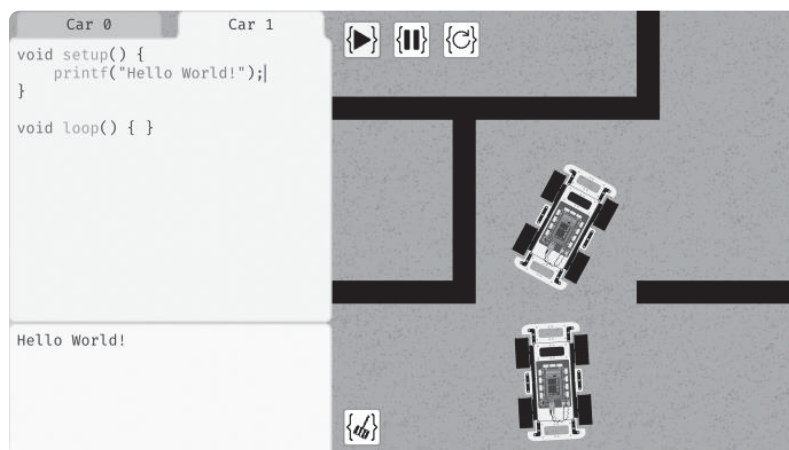 Car 0
Car 1
void setup() {
    printf("Hello World!");
}
void loop() { }
Hello World!